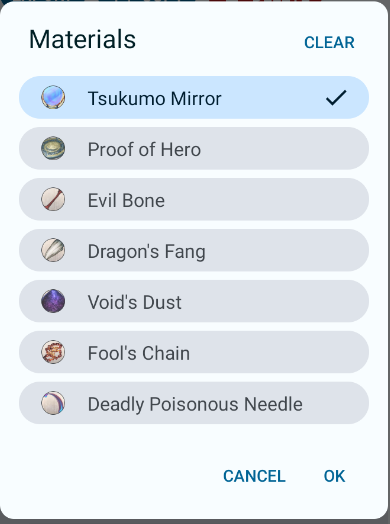 Materials
CLEAR
Tsukumo Mirror
Proof of Hero
Evil Bone
Dragon's Fang
Void's Dust
Fool's Chain
Deadly Poisonous Needle
CANCEL
OK